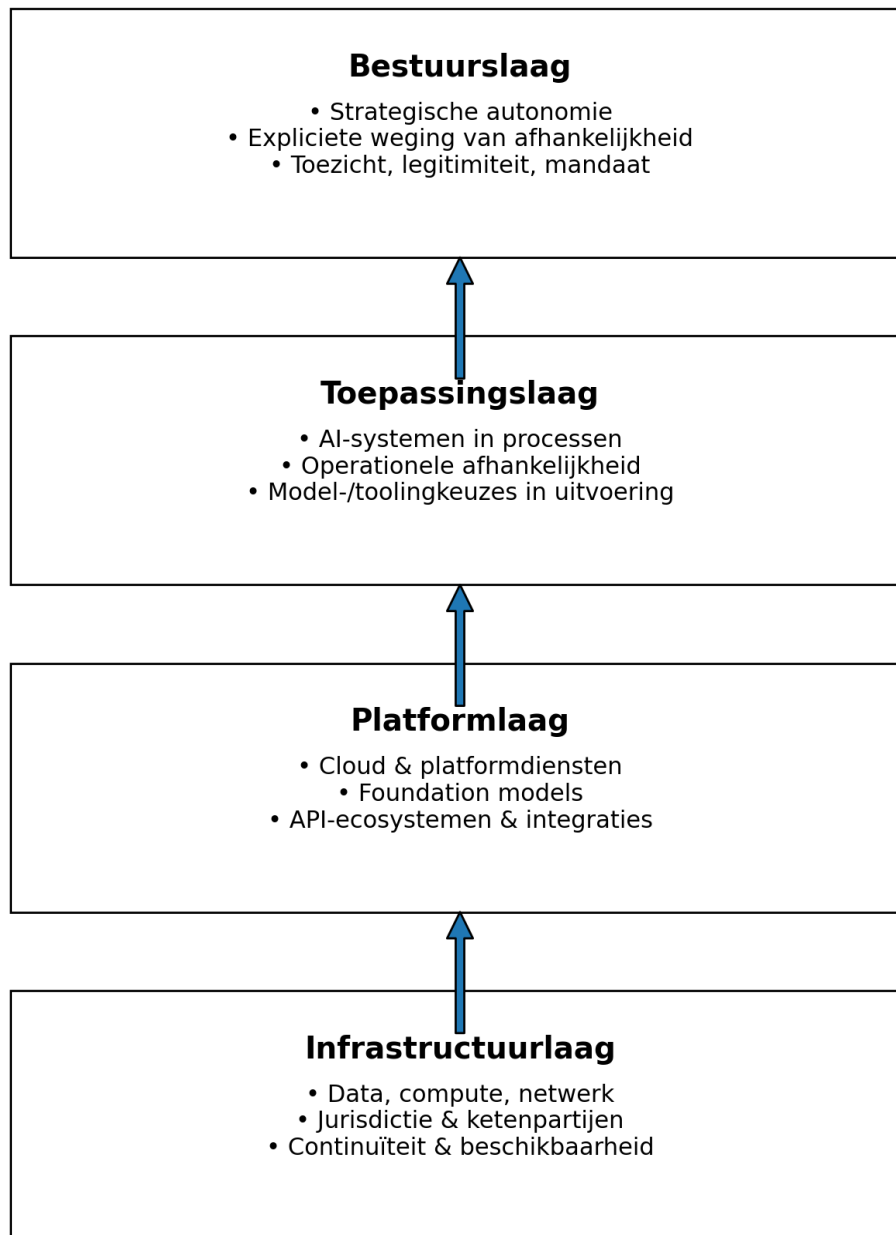 Bestuurslaag
• Strategische autonomie
• Expliciete weging van afhankelijkheid
• Toezicht, legitimiteit, mandaat
Toepassingslaag
• AI-systemen in processen
• Operationele afhankelijkheid
• Model-/toolingkeuzes in uitvoering
Platformlaag
• Cloud & platformdiensten
• Foundation models
• API-ecosystemen & integraties
Infrastructuurlaag
• Data, compute, netwerk
• Jurisdictie & ketenpartijen
• Continuïteit & beschikbaarheid